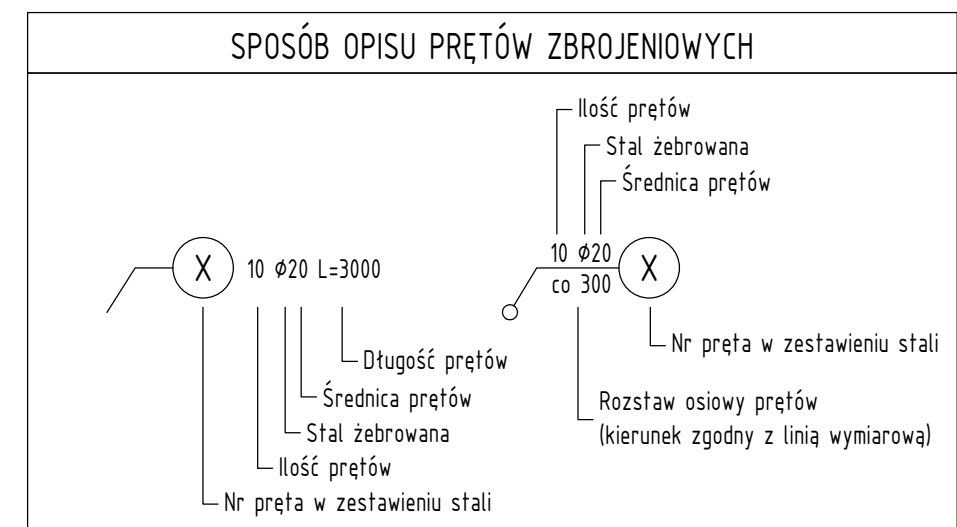 SPOSÓB OPISU PRĘTÓW ZBROJENIOWYCH
Ilość prętów
Stal żebrowana
Średnica prętów
X 10 ϕ20 L=3000
10 ϕ20
co 300
X
Długość prętów
Średnica prętów
Stal żebrowana
Ilość prętów
Nr pręta w zestawieniu stali
Nr pręta w zestawieniu stali
Rozstaw osiowy prętów
(kierunek zgodny z linią wymiarową)